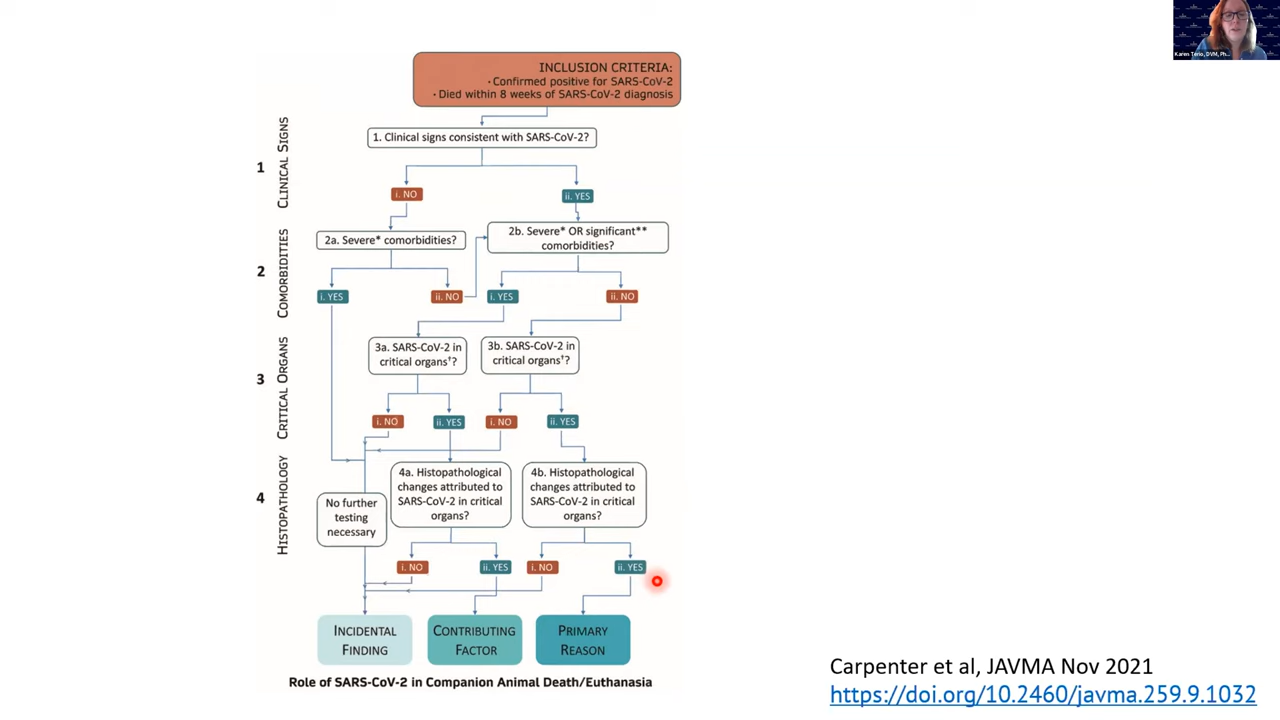 Karen Terio, DVM, Ph...
INCLUSION CRITERIA:
· Confirmed positive for SARS-CoV-2
· Died within 8 weeks of SARS-CoV-2 diagnosis
1
CLINICAL SIGNS
1. Clinical signs consistent with SARS-CoV-2?
i. NO
ii. YES
2
COMORBIDITIES
2a. Severe* comorbidities?
2b. Severe* OR significant**
comorbidities?
i. YES
ii. NO
i. YES
ii. NO
3
CRITICAL ORGANS
3a. SARS-CoV-2 in
critical organs†?
3b. SARS-CoV-2 in
critical organs†?
i. NO
ii. YES
i. NO
ii. YES
4
HISTOPATHOLOGY
No further
testing
necessary
4a. Histopathological
changes attributed to
SARS-CoV-2 in critical
organs?
4b. Histopathological
changes attributed to
SARS-CoV-2 in critical
organs?
i. NO
ii. YES
i. NO
ii. YES
INCIDENTAL
FINDING
CONTRIBUTING
FACTOR
PRIMARY
REASON
Role of SARS-CoV-2 in Companion Animal Death/Euthanasia
Carpenter et al, JAVMA Nov 2021
https://doi.org/10.2460/javma.259.9.1032